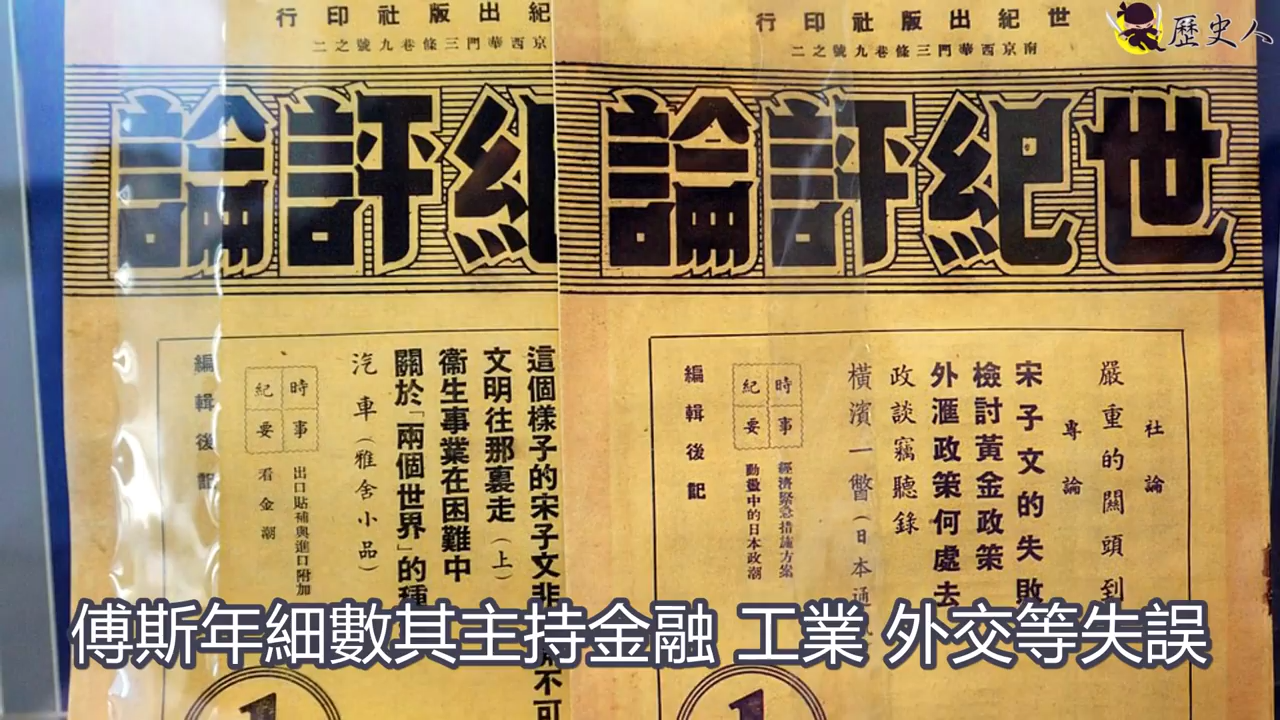 歷史人
紀出版社印行
京西華門三條巷九號之二
紀評論
這個樣子的宋子文非
文明往那裏走（上）
衞生事業在困難中
關於「兩個世界」的種
汽車（雅舍小品）
時事紀要
出口貼補與進口附加
看金潮
編輯後記
世紀出版社印行
南京西華門三條巷九號之二
世紀評論
社論
嚴重的關頭到
專論
宋子文的失敗
檢討黃金政策
外滙政策何處去
政談竊聽錄
橫濱一瞥（日本通
時事紀要
經濟緊急措施方案
動盪中的日本政潮
編輯後記
傅斯年細數其主持金融 工業 外交等失誤
不可
1
1